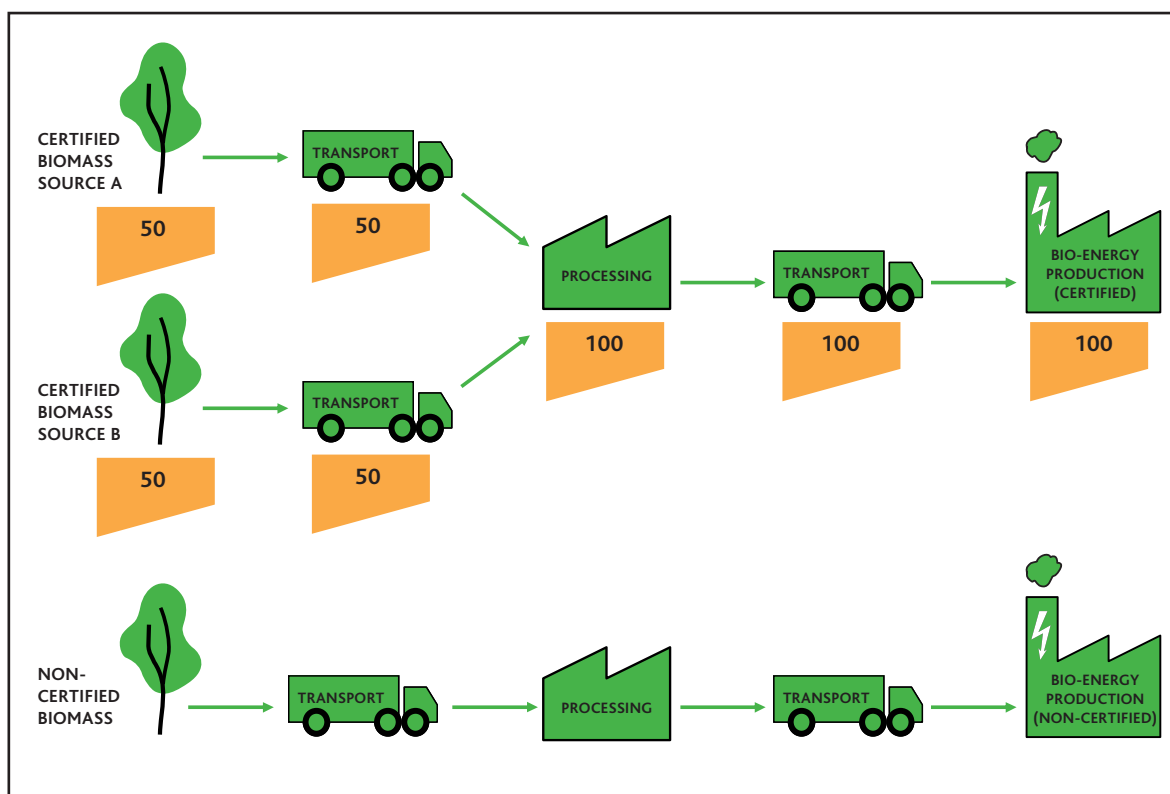 CERTIFIED
BIOMASS
SOURCE A
TRANSPORT
50
50
PROCESSING
TRANSPORT
BIO-ENERGY
PRODUCTION
(CERTIFIED)
100
100
100
CERTIFIED
BIOMASS
SOURCE B
TRANSPORT
50
50
NON-
CERTIFIED
BIOMASS
TRANSPORT
PROCESSING
TRANSPORT
BIO-ENERGY
PRODUCTION
(NON-CERTIFIED)